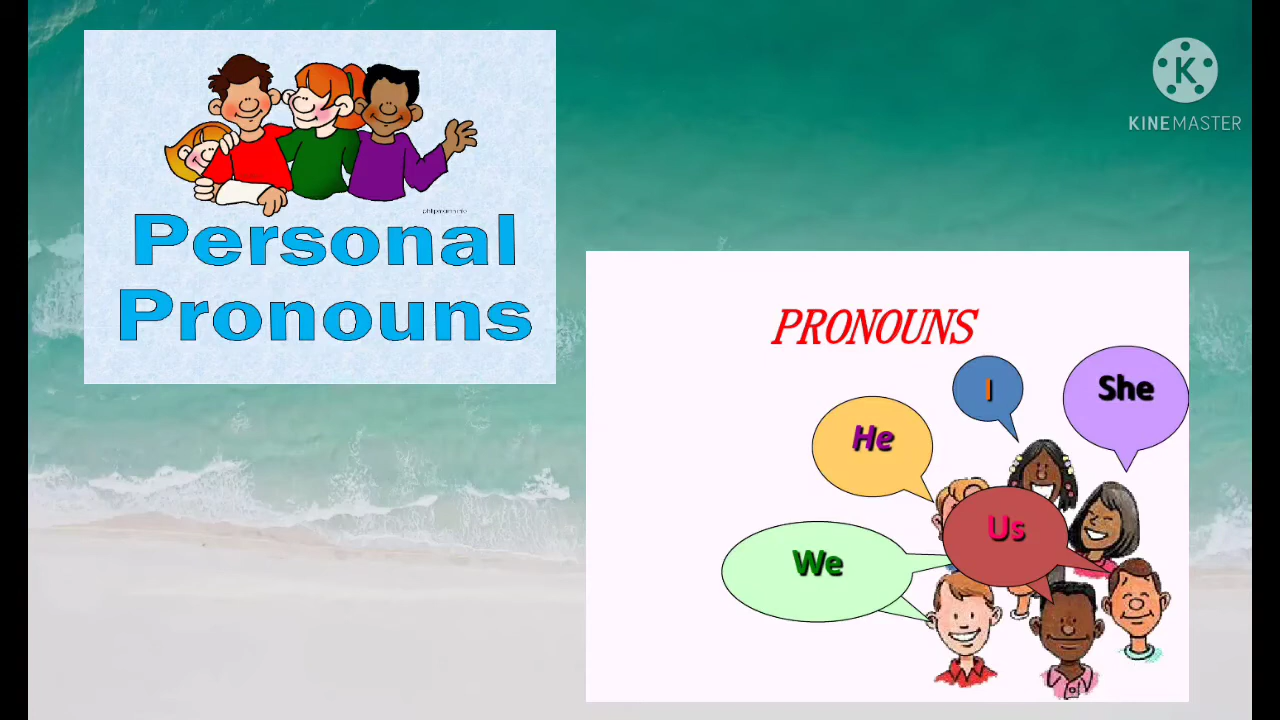 Personal
Pronouns
K
KINEMASTER
PRONOUNS
I
She
He
Us
We